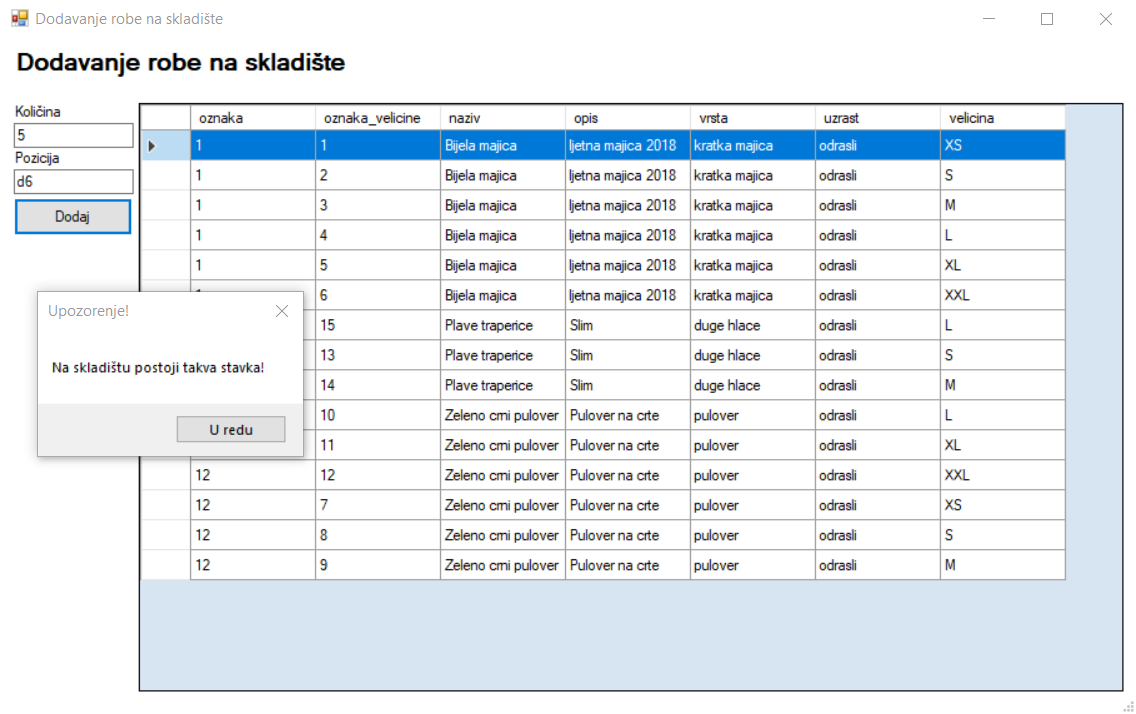 Dodavanje robe na skladište
Dodavanje robe na skladište
Količina
5
Pozicija
d6
Dodaj
oznaka oznaka_velicine naziv opis vrsta uzrast velicina
1 1 Bijela majica ljetna majica 2018 kratka majica odrasli XS
1 2 Bijela majica ljetna majica 2018 kratka majica odrasli S
1 3 Bijela majica ljetna majica 2018 kratka majica odrasli M
1 4 Bijela majica ljetna majica 2018 kratka majica odrasli L
1 5 Bijela majica ljetna majica 2018 kratka majica odrasli XL
6 Bijela majica ljetna majica 2018 kratka majica odrasli XXL
15 Plave traperice Slim duge hlace odrasli L
13 Plave traperice Slim duge hlace odrasli S
14 Plave traperice Slim duge hlace odrasli M
10 Zeleno crni pulover Pulover na crte pulover odrasli L
11 Zeleno crni pulover Pulover na crte pulover odrasli XL
12 12 Zeleno crni pulover Pulover na crte pulover odrasli XXL
12 7 Zeleno crni pulover Pulover na crte pulover odrasli XS
12 8 Zeleno crni pulover Pulover na crte pulover odrasli S
12 9 Zeleno crni pulover Pulover na crte pulover odrasli M
Upozorenje!
Na skladištu postoji takva stavka!
U redu